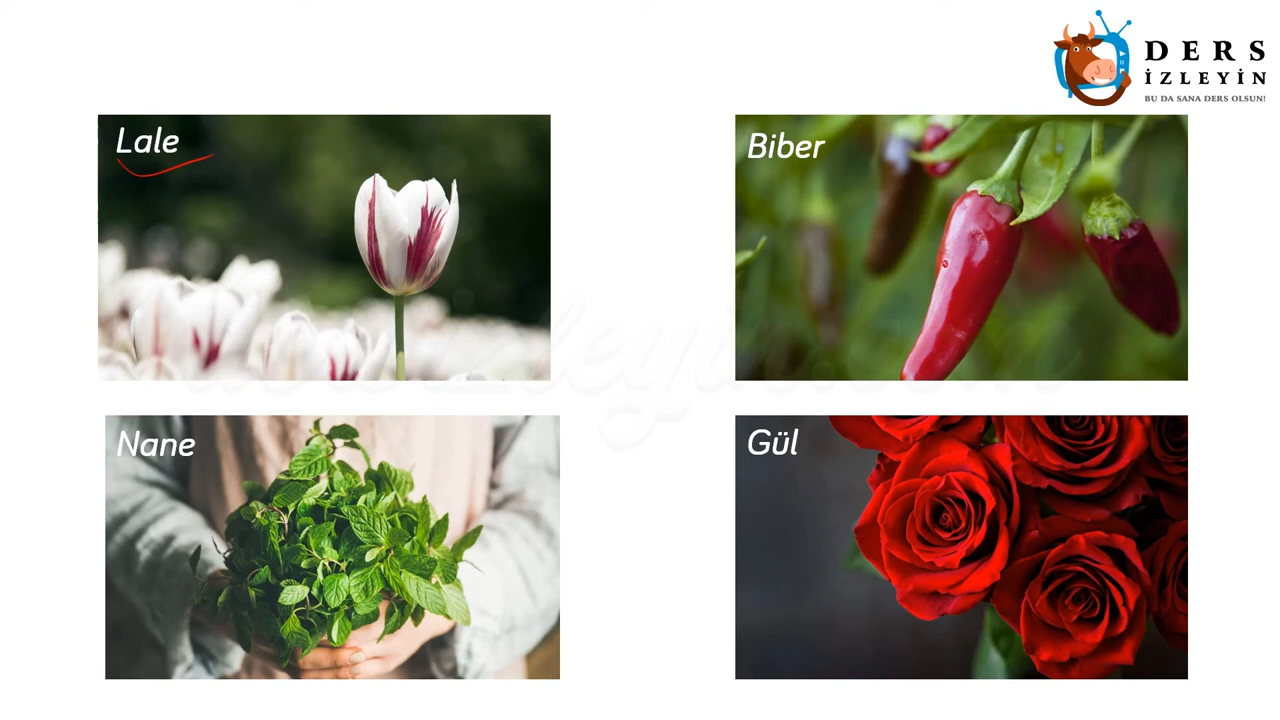 DERS
İZLEYİN
BU DA SANA DERS OLSUN!
Lale
Biber
Nane
Gül